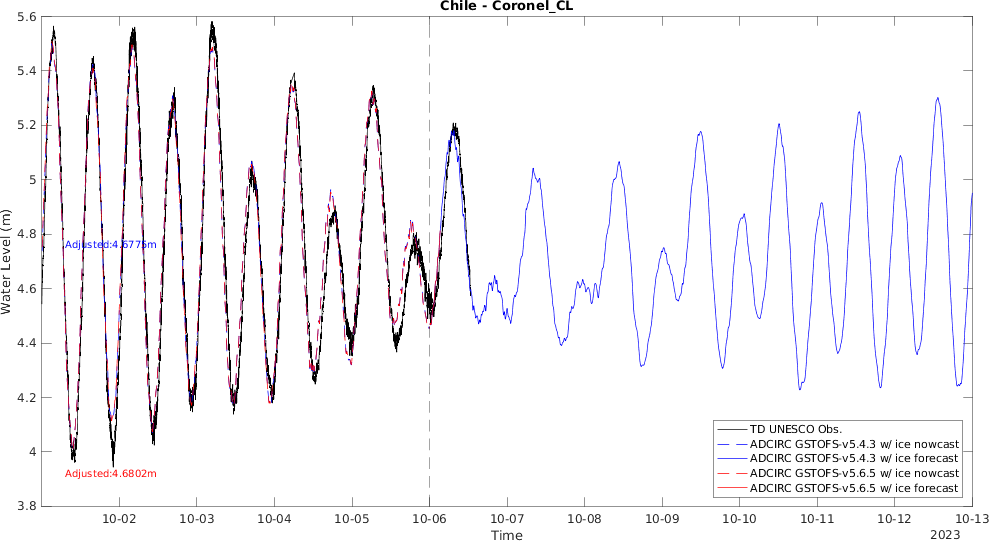 Chile - Coronel_CL
5.6
5.4
5.2
5
4.8
4.6
4.4
4.2
4
3.8
Water Level (m)
Adjusted:4.6775m
Adjusted:4.6802m
TD UNESCO Obs.
ADCIRC GSTOFS-v5.4.3 w/ ice nowcast
ADCIRC GSTOFS-v5.4.3 w/ ice forecast
ADCIRC GSTOFS-v5.6.5 w/ ice nowcast
ADCIRC GSTOFS-v5.6.5 w/ ice forecast
10-02 10-03 10-04 10-05 10-06 10-07 10-08 10-09 10-10 10-11 10-12 10-13
Time
2023